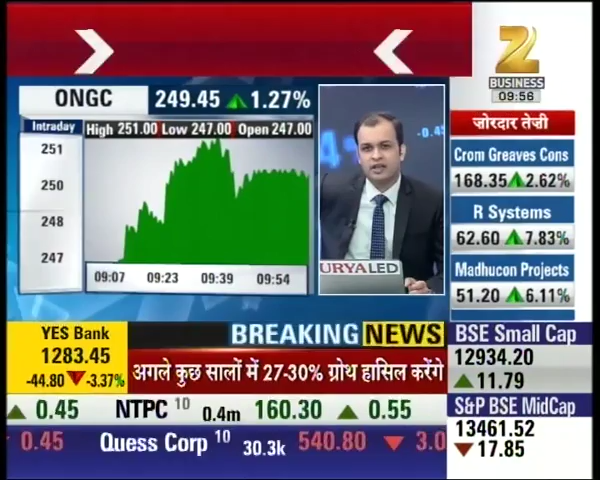 Z
BUSINESS
09:56
ONGC 249.45 ▲ 1.27%
Intraday High 251.00 Low 247.00 Open 247.00
251
250
248
247
09:07 09:23 09:39 09:54
URYA LED
जोरदार तेजी
Crom Greaves Cons
168.35 ▲ 2.62%
R Systems
62.60 ▲ 7.83%
Madhucon Projects
51.20 ▲ 6.11%
YES Bank
1283.45
-44.80 ▼ -3.37%
BREAKING NEWS
अगले कुछ सालों में 27-30% ग्रोथ हासिल करेंगे
BSE Small Cap
12934.20
▲ 11.79
S&P BSE MidCap
13461.52
▼ 17.85
▲ 0.45 NTPC 10 0.4m 160.30 ▲ 0.55
0.45 Quess Corp 10 30.3k 540.80 ▼ 3.0